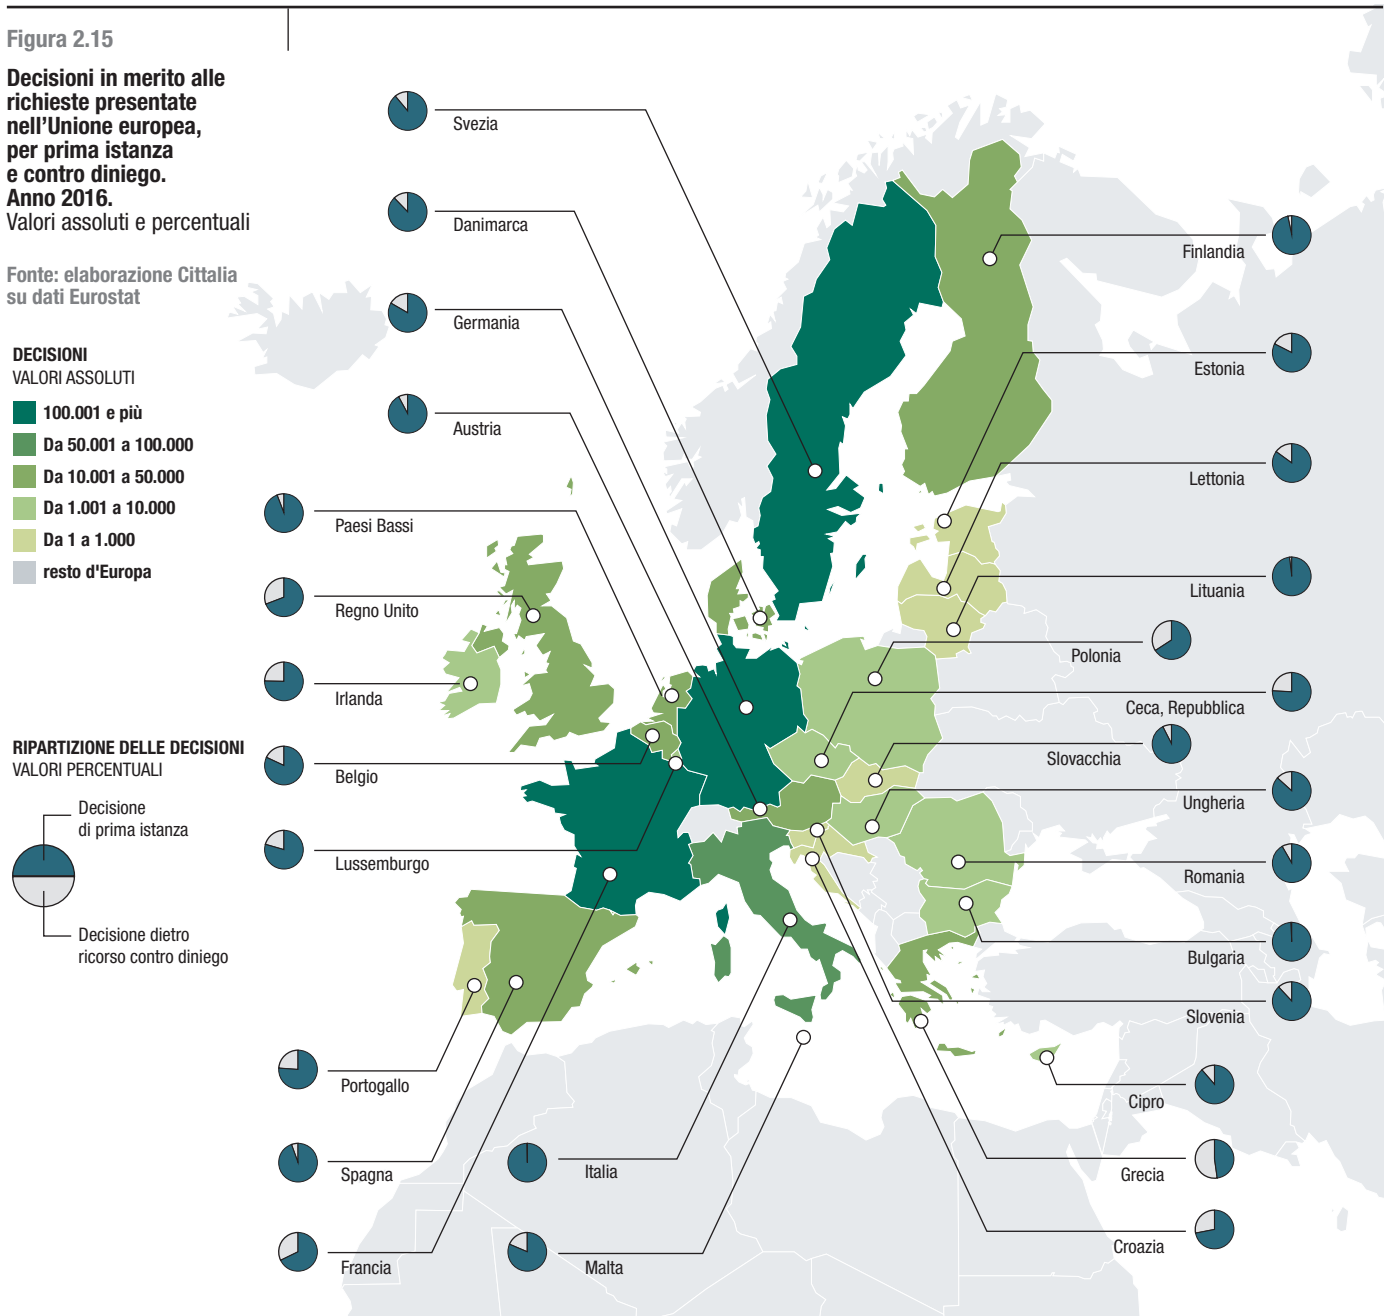 Figura 2.15
Decisioni in merito alle
richieste presentate
nell'Unione europea,
per prima istanza
e contro diniego.
Anno 2016.
Valori assoluti e percentuali
Fonte: elaborazione Cittalia
su dati Eurostat
DECISIONI
VALORI ASSOLUTI
100.001 e più
Da 50.001 a 100.000
Da 10.001 a 50.000
Da 1.001 a 10.000
Da 1 a 1.000
resto d'Europa
RIPARTIZIONE DELLE DECISIONI
VALORI PERCENTUALI
Decisione
di prima istanza
Decisione dietro
ricorso contro diniego
Svezia
Danimarca
Germania
Austria
Paesi Bassi
Regno Unito
Irlanda
Belgio
Lussemburgo
Portogallo
Spagna
Francia
Italia
Malta
Finlandia
Estonia
Lettonia
Lituania
Polonia
Ceca, Repubblica
Slovacchia
Ungheria
Romania
Bulgaria
Slovenia
Cipro
Grecia
Croazia